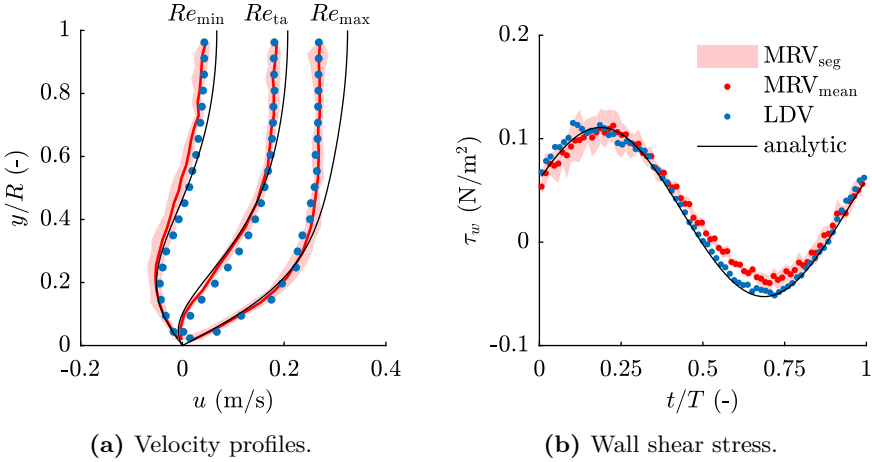 Re_min Re_ta Re_max
1
0.8
0.6
0.4
0.2
0
y/R (-)
-0.2 0 0.2 0.4
u (m/s)
(a) Velocity profiles.
0.2
0.1
0
-0.1
τ_w (N/m²)
MRV_seg
MRV_mean
LDV
analytic
0 0.25 0.5 0.75 1
t/T (-)
(b) Wall shear stress.